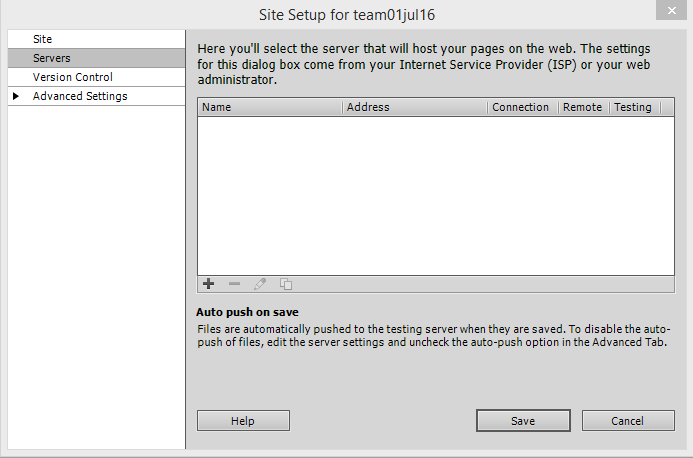 Site Setup for team01jul16
Site
Servers
Version Control
Advanced Settings
Here you'll select the server that will host your pages on the web. The settings
for this dialog box come from your Internet Service Provider (ISP) or your web
administrator.
Name Address Connection Remote Testing
Auto push on save
Files are automatically pushed to the testing server when they are saved. To disable the auto-
push of files, edit the server settings and uncheck the auto-push option in the Advanced Tab.
Help Save Cancel